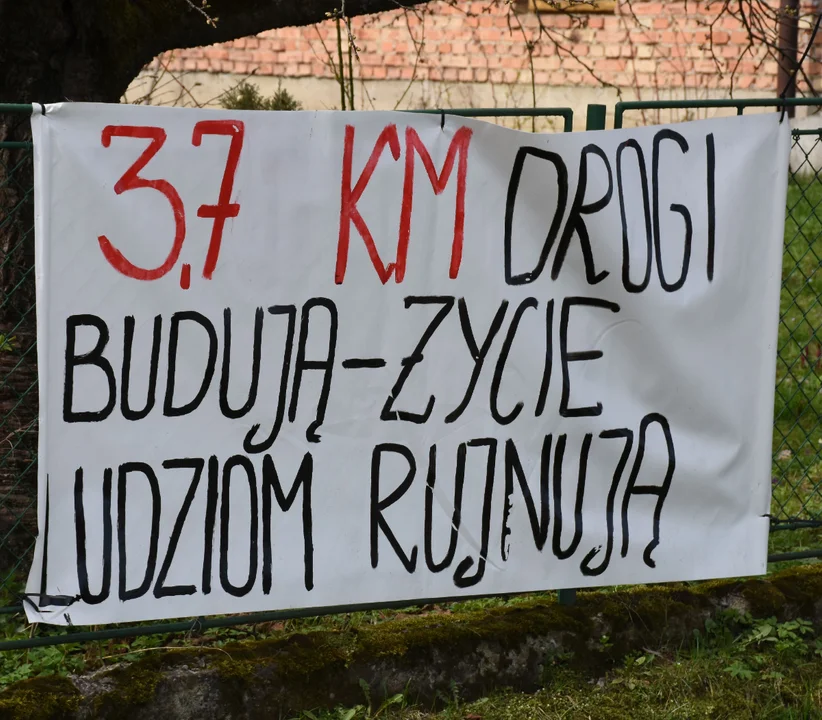 3,7 KM DROGI
BUDUJĄ-ŻYCIE
LUDZIOM RUJNUJĄ